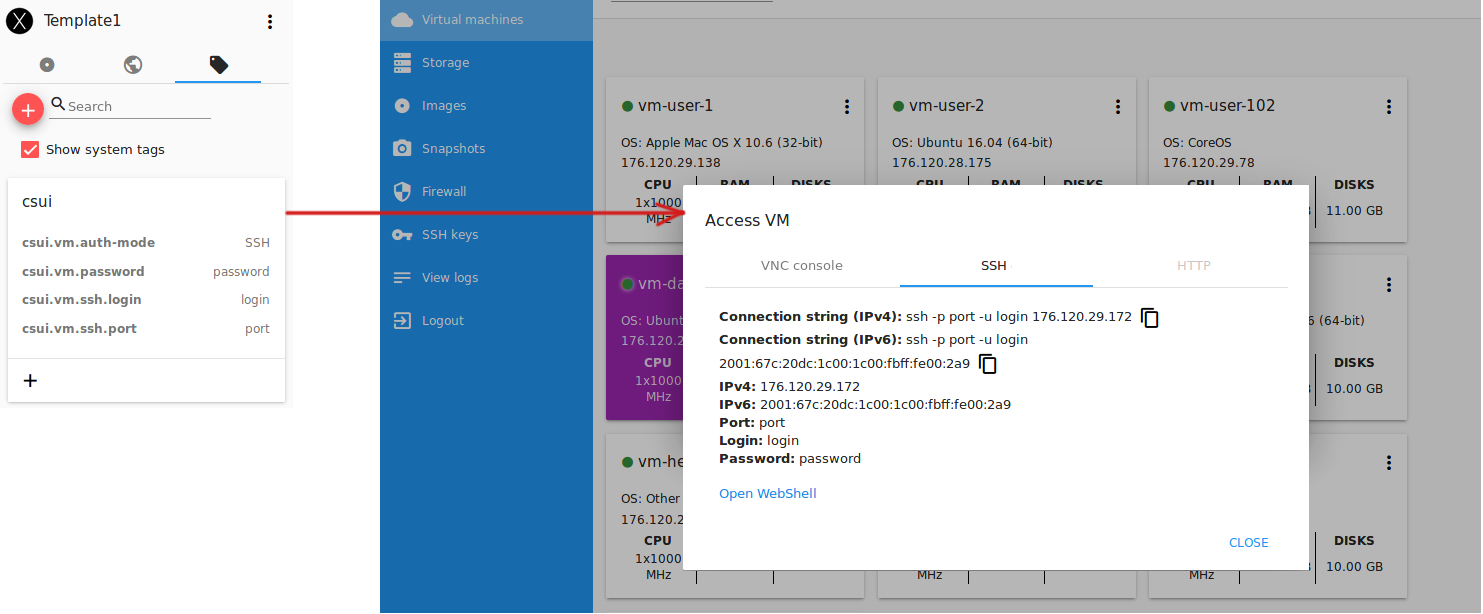 X Template1
Search
Show system tags
csui
csui.vm.auth-mode SSH
csui.vm.password password
csui.vm.ssh.login login
csui.vm.ssh.port port
Virtual machines
Storage
Images
Snapshots
Firewall
SSH keys
View logs
Logout
vm-user-1
OS: Apple Mac OS X 10.6 (32-bit)
176.120.29.138
CPU RAM DISKS
1x1000
MHz
vm-user-2
OS: Ubuntu 16.04 (64-bit)
176.120.28.175
CPU RAM DISKS
vm-user-102
OS: CoreOS
176.120.29.78
CPU RAM DISKS
11.00 GB
vm-da
OS: Ubunt
176.120.2
CPU
1x1000
MHz
6 (64-bit)
DISKS
10.00 GB
vm-he
OS: Other
176.120.2
CPU
1x1000
MHz
MHz
MHz
DISKS
10.00 GB
Access VM
VNC console SSH HTTP
Connection string (IPv4): ssh -p port -u login 176.120.29.172
Connection string (IPv6): ssh -p port -u login
2001:67c:20dc:1c00:1c00:fbff:fe00:2a9
IPv4: 176.120.29.172
IPv6: 2001:67c:20dc:1c00:1c00:fbff:fe00:2a9
Port: port
Login: login
Password: password
Open WebShell
CLOSE